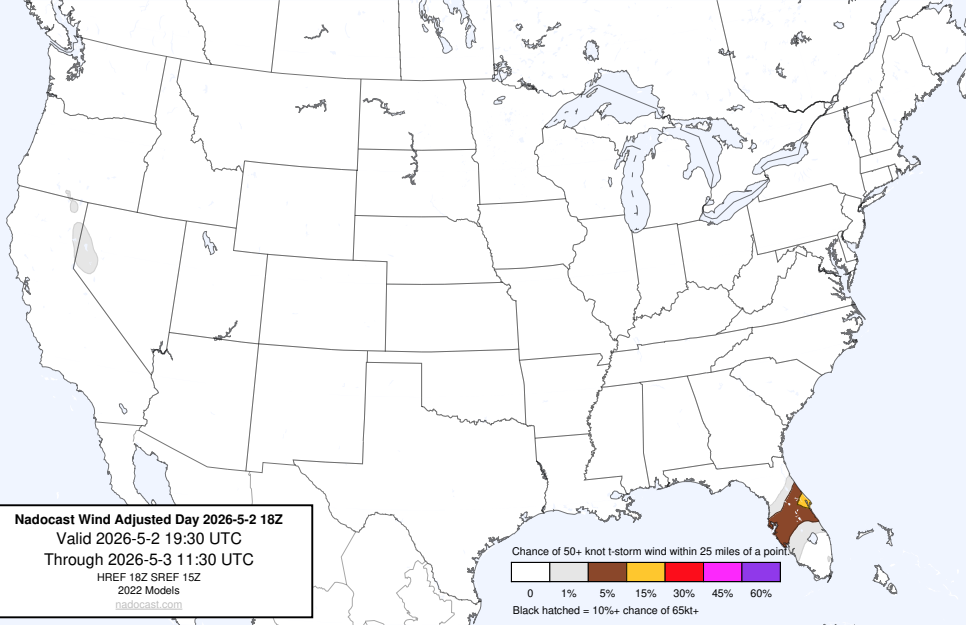 Nadocast Wind Adjusted Day 2026-5-2 18Z
Valid 2026-5-2 19:30 UTC
Through 2026-5-3 11:30 UTC
HREF 18Z SREF 15Z
2022 Models
nadocast.com
Chance of 50+ knot t-storm wind within 25 miles of a point.
0 1% 5% 15% 30% 45% 60%
Black hatched = 10%+ chance of 65kt+